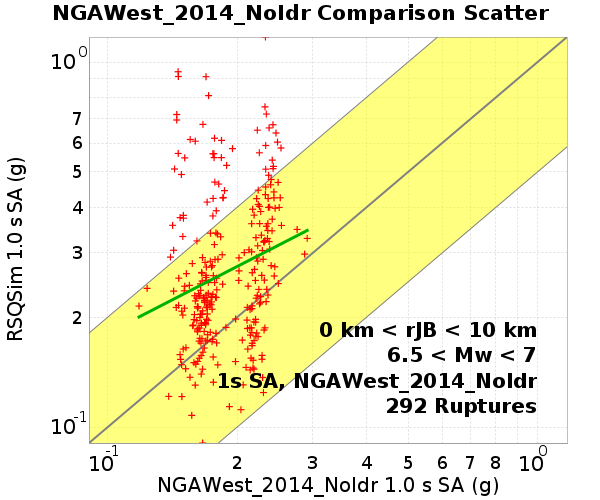 NGAWest_2014_NoIdr Comparison Scatter
RSQSim 1.0 s SA (g)
10^0
7
6
5
4
3
2
10^-1
0 km < rJB < 10 km
6.5 < Mw < 7
1s SA, NGAWest_2014_NoIdr
292 Ruptures
10^-1 2 3 4 5 6 7 8 9 10^0
NGAWest_2014_NoIdr 1.0 s SA (g)